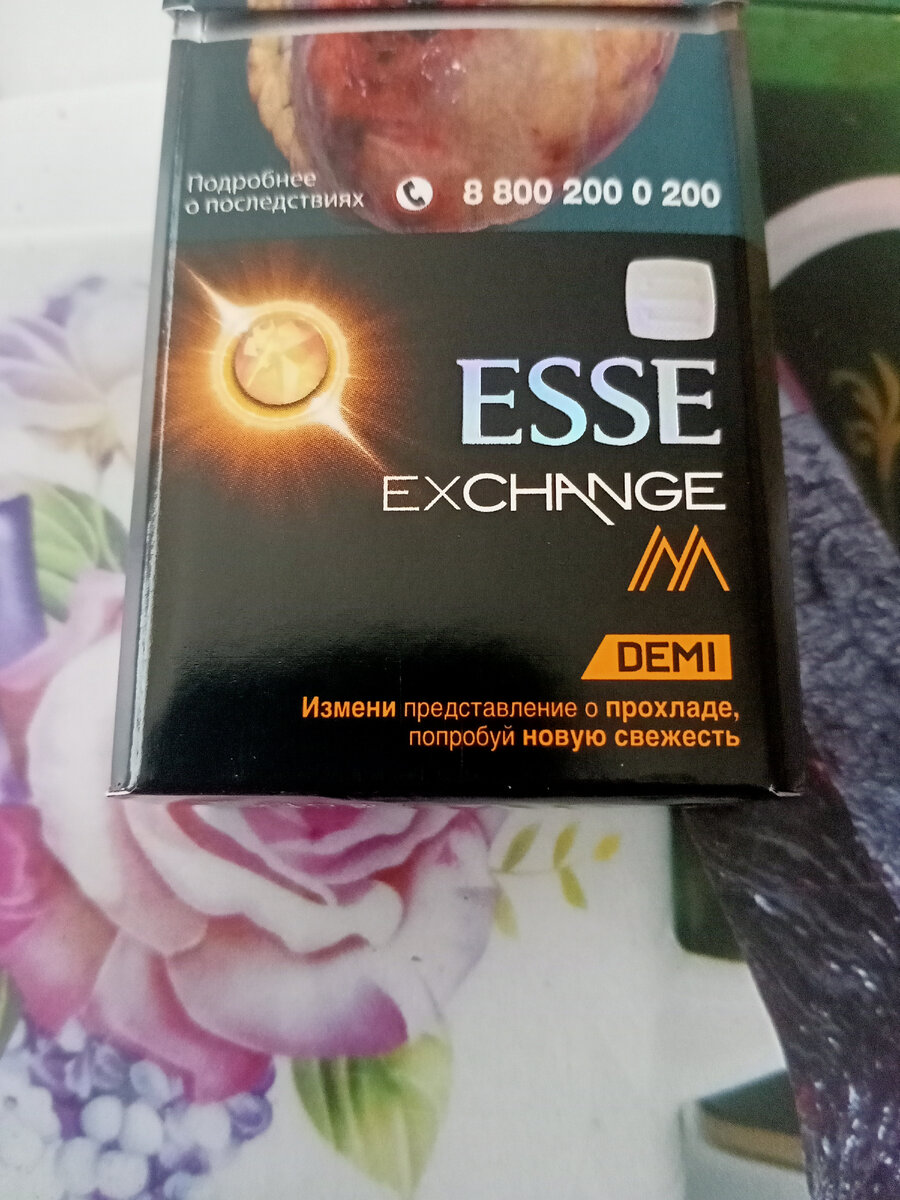 Подробнее
о последствиях
8 800 200 0 200
ESSE
EXCHANGE
DEMI
Измени представление о прохладе,
попробуй новую свежесть